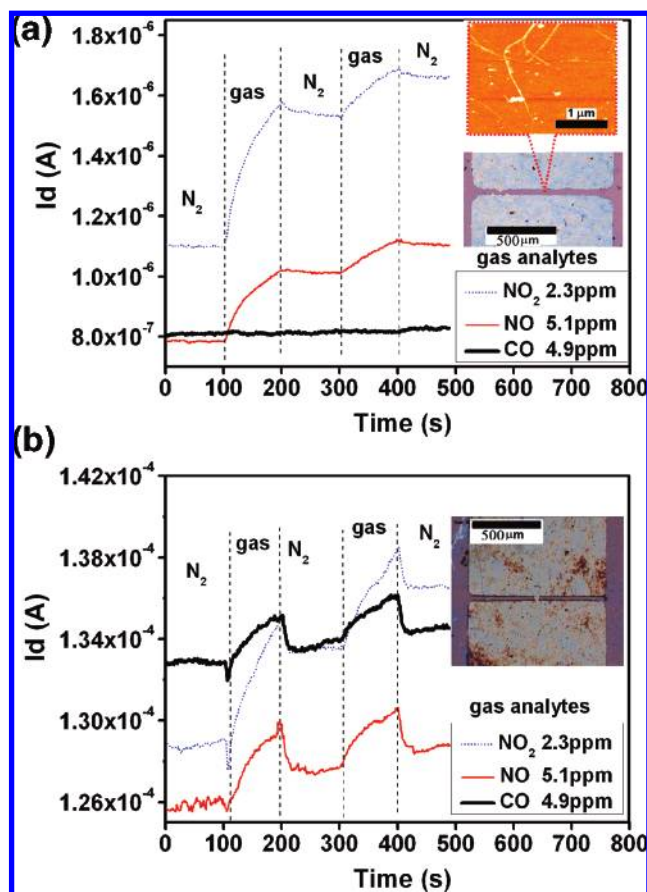 (a)
1.8x10⁻⁶
1.6x10⁻⁶
1.4x10⁻⁶
1.1x10⁻⁶
1.0x10⁻⁶
8.0x10⁻⁷
Id (A)
N₂
gas
N₂
gas
N₂
1 μm
500μm
gas analytes
NO₂ 2.3ppm
NO 5.1ppm
CO 4.9ppm
0 100 200 300 400 500 600 700 800
Time (s)
(b)
1.42x10⁻⁴
1.38x10⁻⁴
1.34x10⁻⁴
1.30x10⁻⁴
1.26x10⁻⁴
Id (A)
N₂
gas
N₂
gas
N₂
500μm
gas analytes
NO₂ 2.3ppm
NO 5.1ppm
CO 4.9ppm
0 100 200 300 400 500 600 700 800
Time (s)